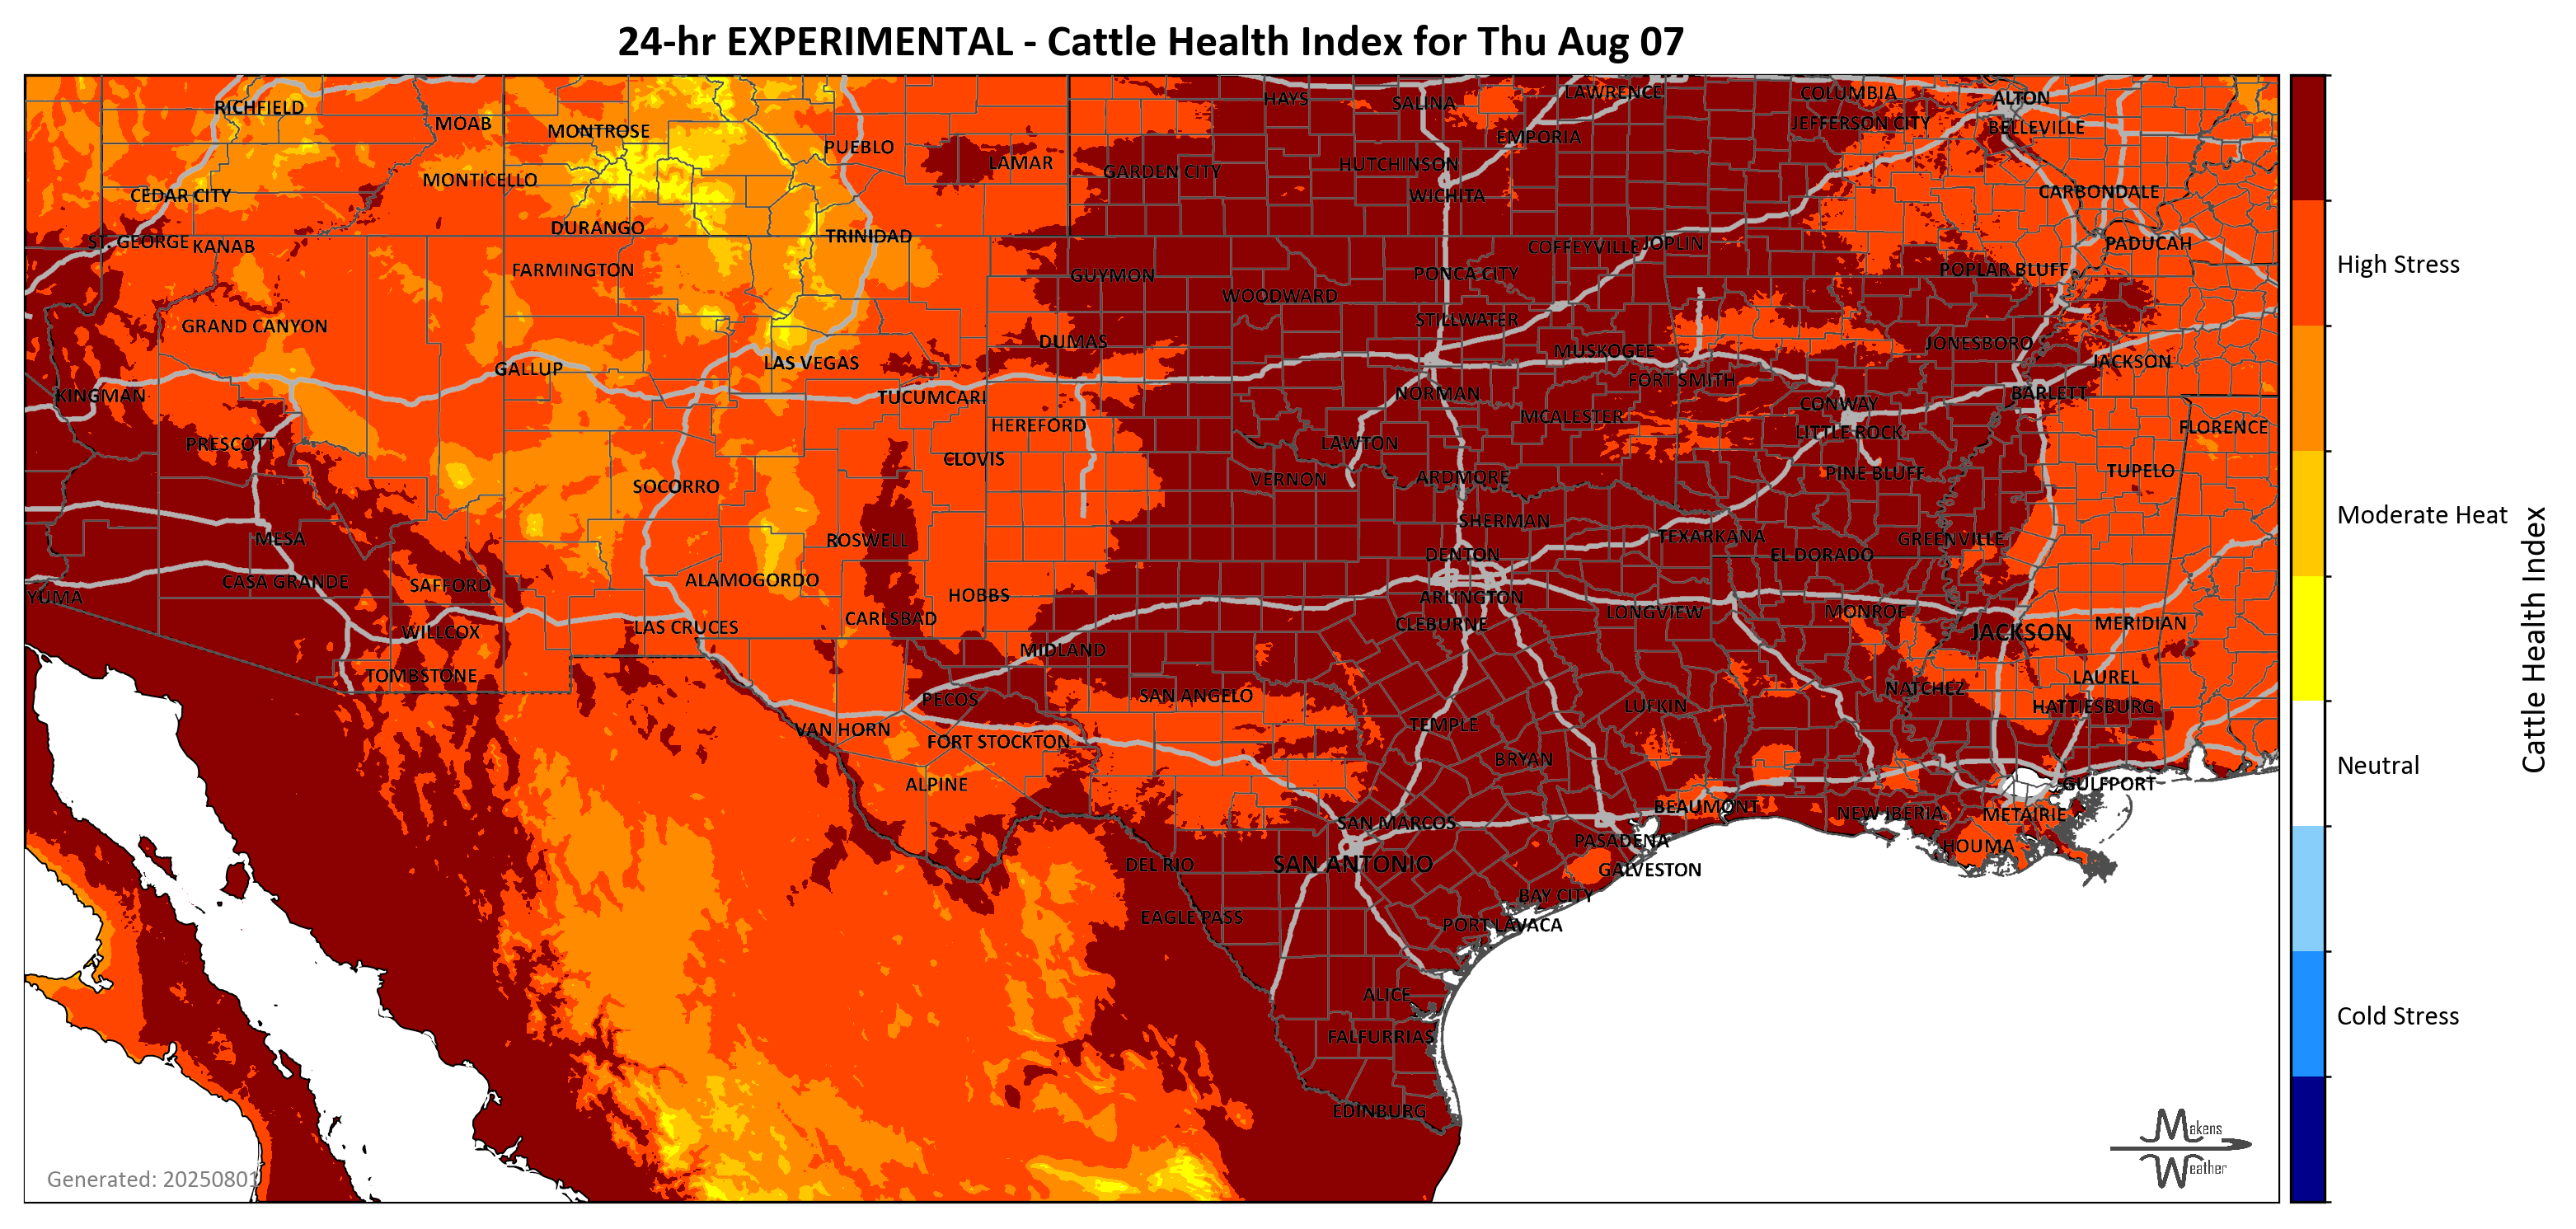 24-hr EXPERIMENTAL - Cattle Health Index for Thu Aug 07
HAYS
SALINA
LAWRENCE
COLUMBIA
ALTON
RICHFIELD
MOAB
MONTROSE
PUEBLO
EMPORIA
JEFFERSON CITY
BELLEVILLE
LAMAR
GARDEN CITY
HUTCHINSON
MONTICELLO
CEDAR CITY
WICHITA
CARBONDALE
DURANGO
TRINIDAD
ST. GEORGE
KANAB
COFFEYVILLE
JOPLIN
PADUCAH
FARMINGTON
GUYMON
PONCA CITY
POPLAR BLUFF
High Stress
WOODWARD
GRAND CANYON
STILLWATER
DUMAS
JONESBORO
MUSKOGEE
GALLUP
LAS VEGAS
JACKSON
FORT SMITH
KINGMAN
TUCUMCARI
NORMAN
BARLETT
CONWAY
HEREFORD
MCALESTER
FLORENCE
PRESCOTT
LAWTON
LITTLE ROCK
CLOVIS
TUPELO
SOCORRO
VERNON
ARDMORE
PINE BLUFF
SHERMAN
Moderate Heat
MESA
ROSWELL
TEXARKANA
GREENVILLE
DENTON
EL DORADO
CASA GRANDE
SAFFORD
ALAMOGORDO
YUMA
HOBBS
ARLINGTON
LONGVIEW
MONROE
CARLSBAD
CLEBURNE
WILLCOX
LAS CRUCES
JACKSON
MERIDIAN
MIDLAND
TOMBSTONE
LAUREL
PECOS
SAN ANGELO
NATCHEZ
LUFKIN
HATTIESBURG
VAN HORN
FORT STOCKTON
TEMPLE
BRYAN
Neutral
ALPINE
GULFPORT
BEAUMONT
NEW IBERIA
METAIRIE
SAN MARCOS
PASADENA
HOUMA
DEL RIO
SAN ANTONIO
GALVESTON
BAY CITY
EAGLE PASS
PORT LAVACA
ALICE
Cold Stress
FALFURRIAS
EDINBURG
Cattle Health Index
Generated: 20250801
Makens
Weather